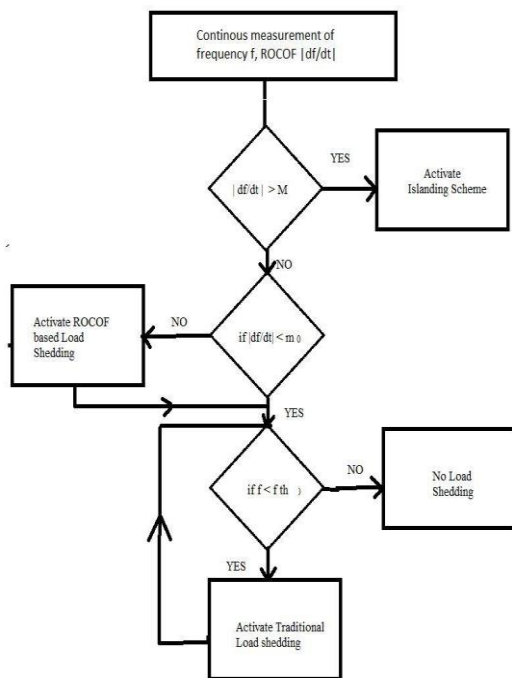 Continous measurement of
frequency f, ROCOF |df/dt|
| df/dt | > M
YES
Activate
Islanding Scheme
NO
if |df/dt| < m 0
NO
Activate ROCOF
based Load
Shedding
YES
if f < f th )
NO
No Load
Shedding
YES
Activate Traditional
Load shedding